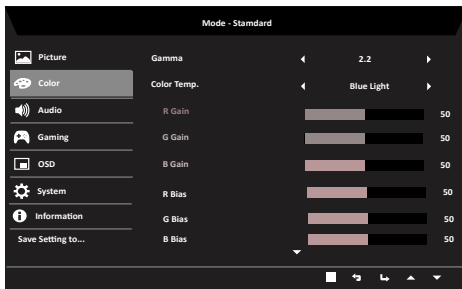 Mode - Stamdard
Picture
Gamma
2.2
Color
Color Temp.
Blue Light
Audio
R Gain
50
Gaming
G Gain
50
OSD
B Gain
50
System
R Bias
50
Information
G Bias
50
Save Setting to...
B Bias
50